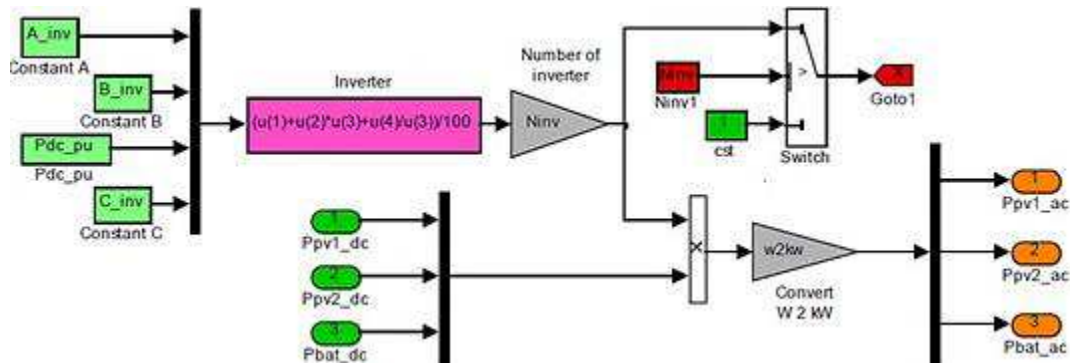 A_inv
Constant A
B_inv
Constant B
Pdc_pu
Pdc_pu
C_inv
Constant C
Inverter
(u(1)+u(2)*u(3)+u(4)/u(3))/100
Number of
inverter
Ninv
Ninv1
cst
>
Switch
Goto1
1
Ppv1_dc
2
Ppv2_dc
3
Pbat_dc
×
w2kw
Convert
W 2 kW
1
Ppv1_ac
2
Ppv2_ac
3
Pbat_ac